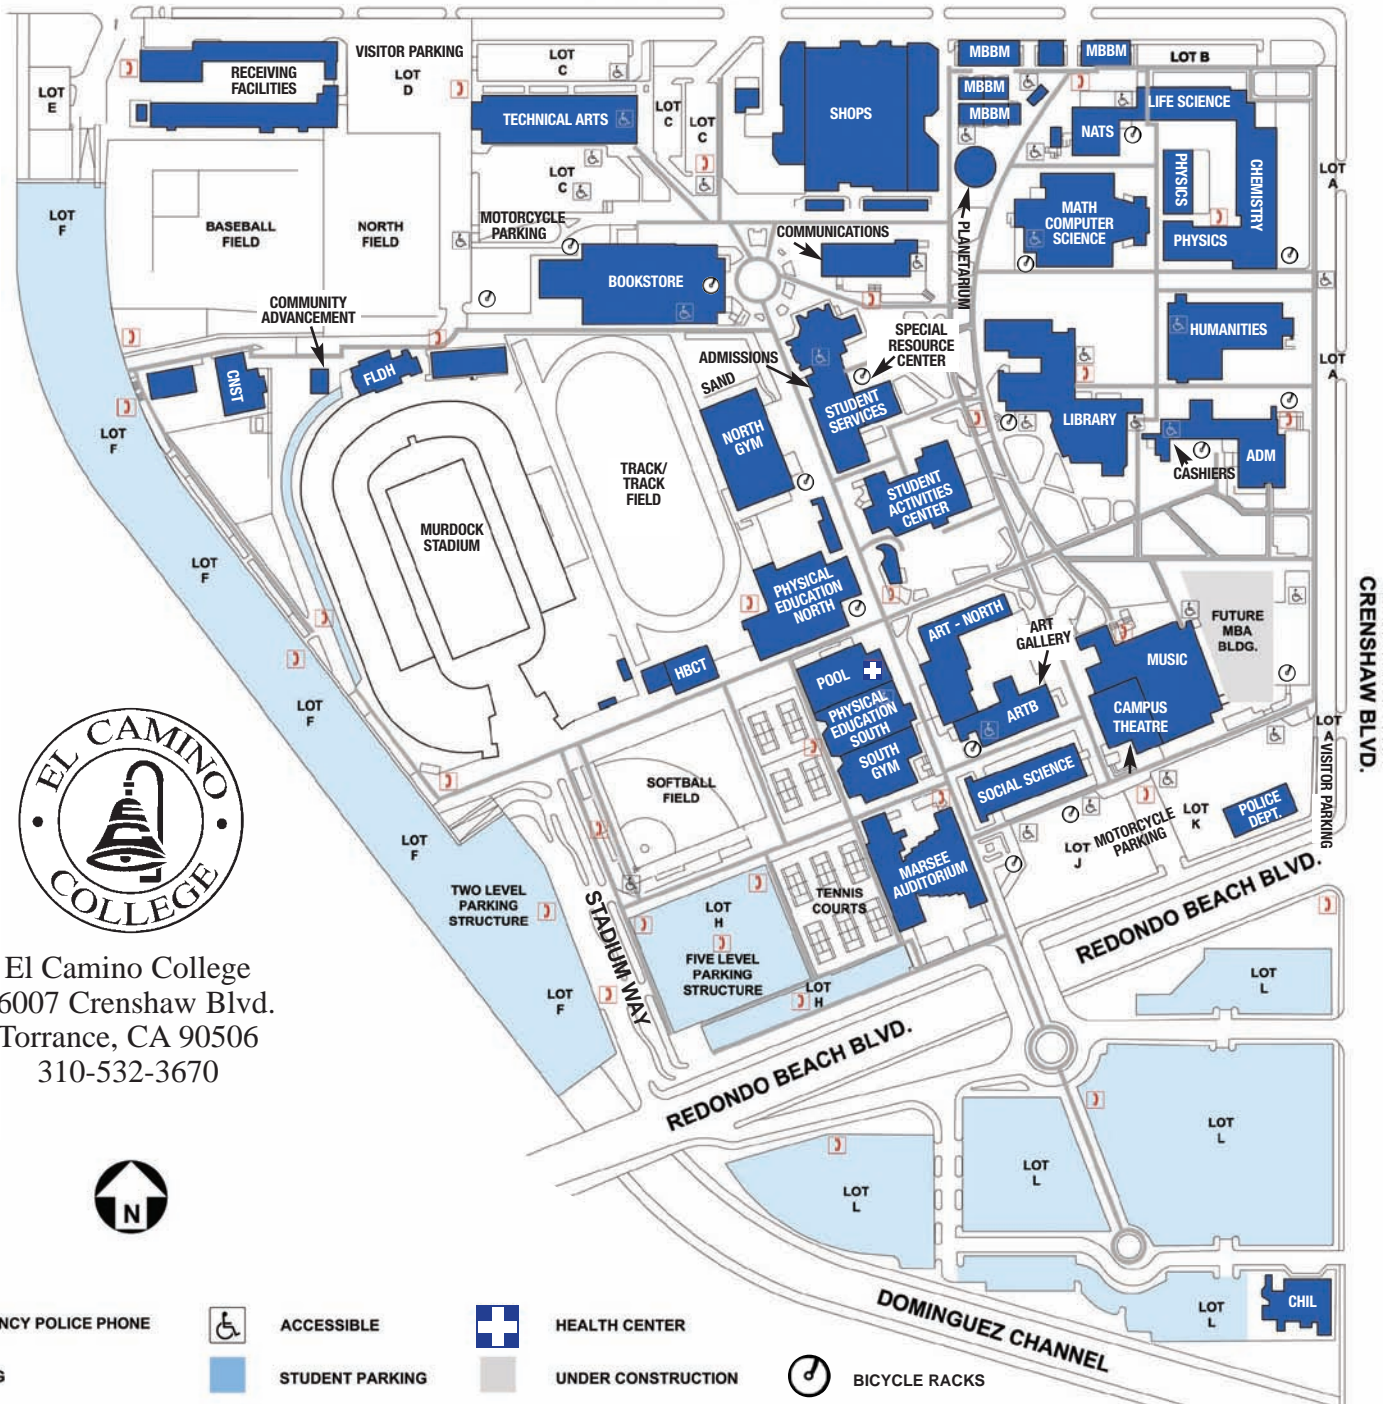 VISITOR PARKING
LOT
D
LOT
C
MBBM
MBBM
LOT B
RECEIVING
FACILITIES
LOT
E
TECHNICAL ARTS
LOT
C
LOT
C
SHOPS
MBBM
MBBM
LIFE SCIENCE
NATS
LOT
C
PHYSICS
CHEMISTRY
LOT
A
LOT
F
BASEBALL
FIELD
NORTH
FIELD
MOTORCYCLE
PARKING
COMMUNICATIONS
PLANETARIUM
MATH
COMPUTER
SCIENCE
PHYSICS
BOOKSTORE
COMMUNITY
ADVANCEMENT
SPECIAL
RESOURCE
CENTER
HUMANITIES
ADMISSIONS
LOT
A
CNST
FLDH
SAND
STUDENT
SERVICES
NORTH
GYM
LIBRARY
LOT
F
CASHIERS
ADM
TRACK/
TRACK
FIELD
STUDENT
ACTIVITIES
CENTER
MURDOCK
STADIUM
LOT
F
PHYSICAL
EDUCATION
NORTH
ART - NORTH
ART
GALLERY
FUTURE
MBA
BLDG.
CRENSHAW BLVD.
HBCT
POOL
MUSIC
LOT
F
PHYSICAL
EDUCATION
SOUTH
ARTB
CAMPUS
THEATRE
LOT
A
VISITOR PARKING
SOUTH
GYM
SOCIAL SCIENCE
SOFTBALL
FIELD
EL CAMINO
COLLEGE
LOT
K
POLICE
DEPT.
MOTORCYCLE
PARKING
LOT
J
LOT
F
MARSEE
AUDITORIUM
TWO LEVEL
PARKING
STRUCTURE
TENNIS
COURTS
STADIUM WAY
LOT
H
FIVE LEVEL
PARKING
STRUCTURE
REDONDO BEACH BLVD.
LOT
H
LOT
F
LOT
L
El Camino College
6007 Crenshaw Blvd.
Torrance, CA 90506
310-532-3670
REDONDO BEACH BLVD.
LOT
L
LOT
L
LOT
L
N
DOMINGUEZ CHANNEL
LOT
L
CHIL
NCY POLICE PHONE
ACCESSIBLE
HEALTH CENTER
G
STUDENT PARKING
UNDER CONSTRUCTION
BICYCLE RACKS